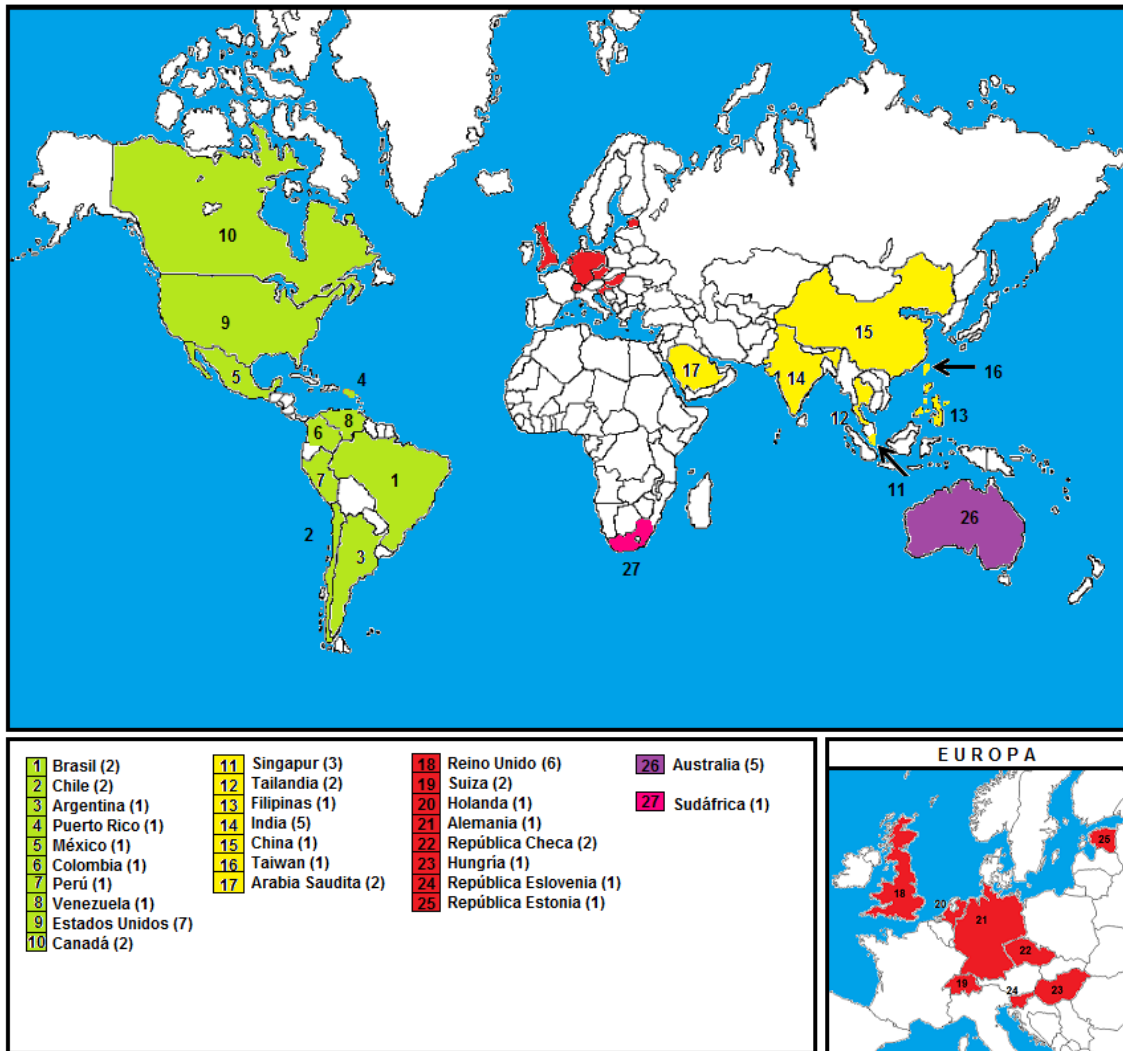 10
9
5
4
8
6
7
1
2
3
27
17
14
15
12
11
13
16
26
1 Brasil (2)
2 Chile (2)
3 Argentina (1)
4 Puerto Rico (1)
5 México (1)
6 Colombia (1)
7 Perú (1)
8 Venezuela (1)
9 Estados Unidos (7)
10 Canadá (2)
11 Singapur (3)
12 Tailandia (2)
13 Filipinas (1)
14 India (5)
15 China (1)
16 Taiwan (1)
17 Arabia Saudita (2)
18 Reino Unido (6)
19 Suiza (2)
20 Holanda (1)
21 Alemania (1)
22 República Checa (2)
23 Hungría (1)
24 República Eslovenia (1)
25 República Estonia (1)
26 Australia (5)
27 Sudáfrica (1)
EUROPA
25
18
20
21
22
19
24
23